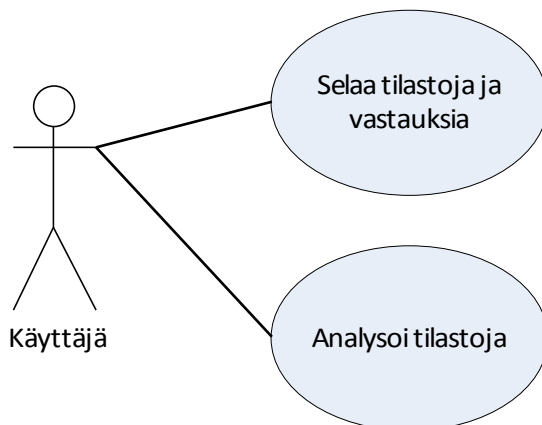 Selaa tilastoja ja
vastauksia
Käyttäjä
Analysoi tilastoja